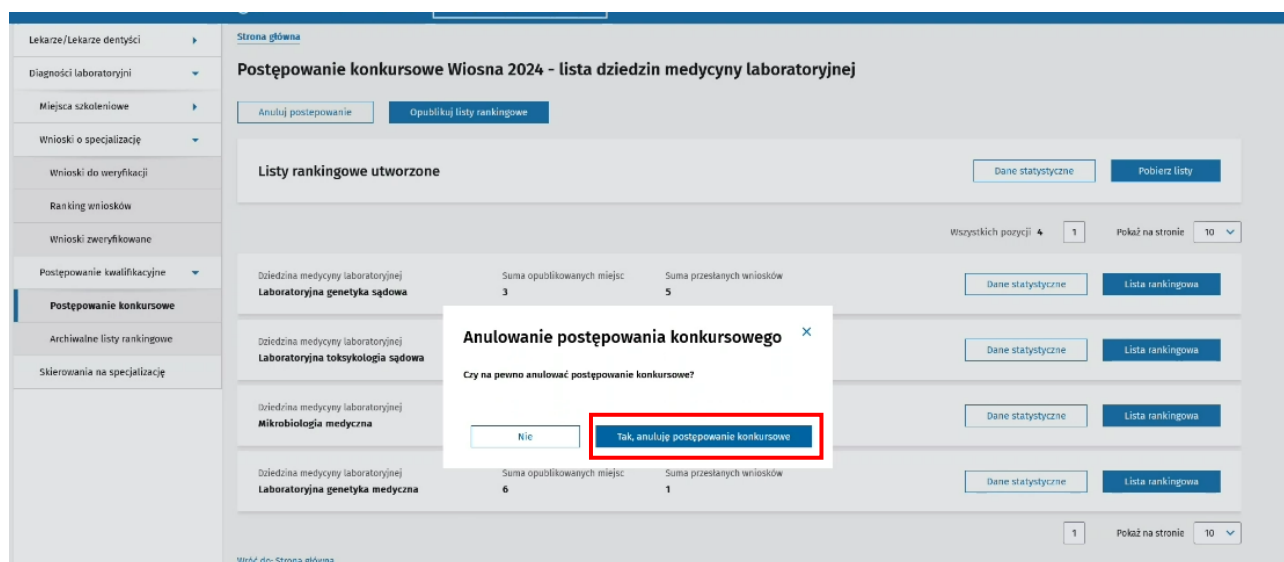 Lekarze/Lekarze dentyści
Diagności laboratoryjni
Miejsca szkoleniowe
Wnioski o specjalizację
Wnioski do weryfikacji
Ranking wniosków
Wnioski zweryfikowane
Postępowanie kwalifikacyjne
Postępowanie konkursowe
Archiwalne listy rankingowe
Skierowania na specjalizację
Strona główna
Postępowanie konkursowe Wiosna 2024 - lista dziedzin medycyny laboratoryjnej
Anuluj postepowanie Opublikuj listy rankingowe
Listy rankingowe utworzone Dane statystyczne Pobierz listy
Wszystkich pozycji 4 1 Pokaż na stronie 10
Dziedzina medycyny laboratoryjnej Suma opublikowanych miejsc Suma przesłanych wniosków
Laboratoryjna genetyka sądowa 3 5 Dane statystyczne Lista rankingowa
Dziedzina medycyny laboratoryjnej
Laboratoryjna toksykologia sądowa Dane statystyczne Lista rankingowa
Dziedzina medycyny laboratoryjnej
Mikrobiologia medyczna Dane statystyczne Lista rankingowa
Anulowanie postępowania konkursowego
Czy na pewno anulować postępowanie konkursowe?
Nie Tak, anuluję postępowanie konkursowe
Dziedzina medycyny laboratoryjnej Suma opublikowanych miejsc Suma przesłanych wniosków
Laboratoryjna genetyka medyczna 6 1 Dane statystyczne Lista rankingowa
1 Pokaż na stronie 10
Wróć do: Strona główna